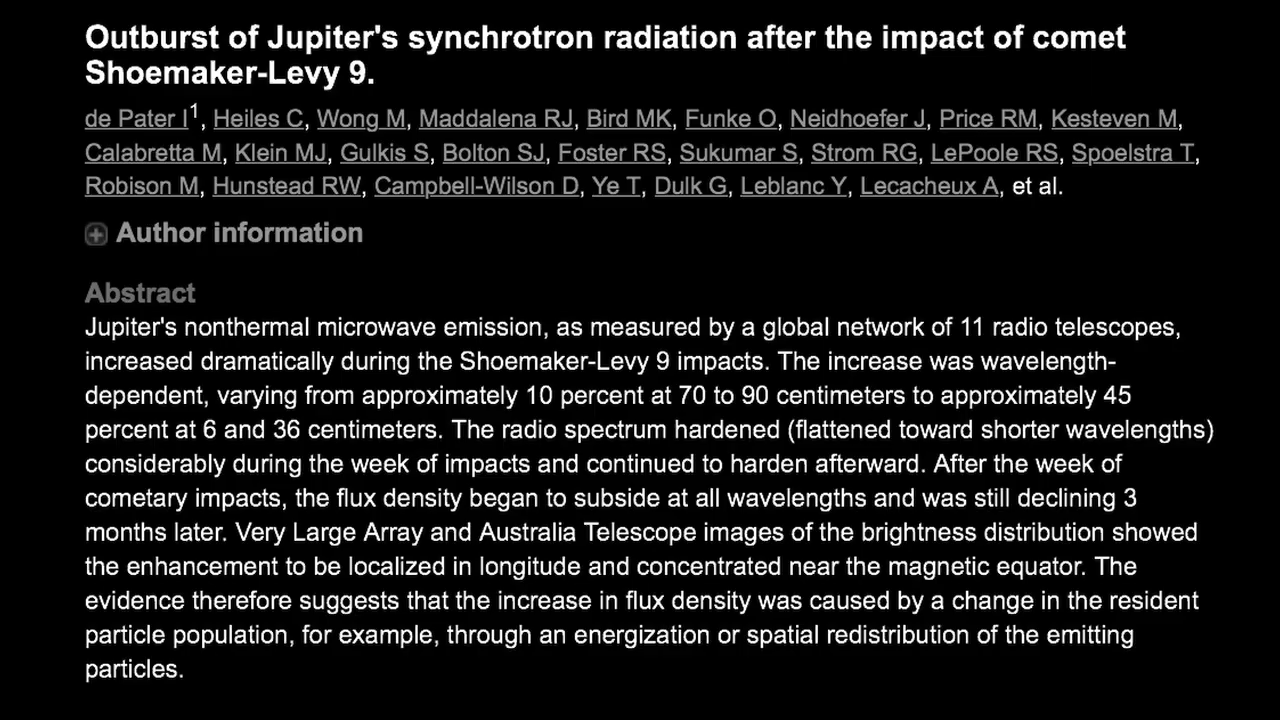 Outburst of Jupiter's synchrotron radiation after the impact of comet
Shoemaker-Levy 9.
de Pater I1, Heiles C, Wong M, Maddalena RJ, Bird MK, Funke O, Neidhoefer J, Price RM, Kesteven M,
Calabretta M, Klein MJ, Gulkis S, Bolton SJ, Foster RS, Sukumar S, Strom RG, LePoole RS, Spoelstra T,
Robison M, Hunstead RW, Campbell-Wilson D, Ye T, Dulk G, Leblanc Y, Lecacheux A, et al.
Author information
Abstract
Jupiter's nonthermal microwave emission, as measured by a global network of 11 radio telescopes,
increased dramatically during the Shoemaker-Levy 9 impacts. The increase was wavelength-
dependent, varying from approximately 10 percent at 70 to 90 centimeters to approximately 45
percent at 6 and 36 centimeters. The radio spectrum hardened (flattened toward shorter wavelengths)
considerably during the week of impacts and continued to harden afterward. After the week of
cometary impacts, the flux density began to subside at all wavelengths and was still declining 3
months later. Very Large Array and Australia Telescope images of the brightness distribution showed
the enhancement to be localized in longitude and concentrated near the magnetic equator. The
evidence therefore suggests that the increase in flux density was caused by a change in the resident
particle population, for example, through an energization or spatial redistribution of the emitting
particles.